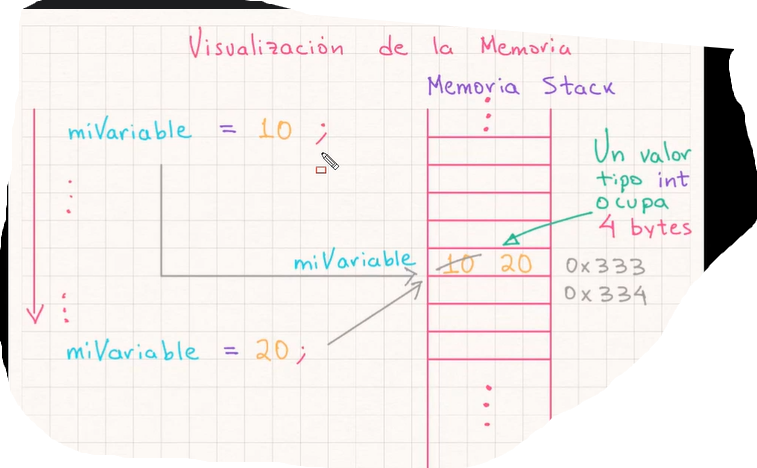 Visualización de la Memoria
Memoria Stack
miVariable = 10 ;
Un valor
tipo int
ocupa
4 bytes
miVariable 10 20 0x333
0x334
miVariable = 20 ;